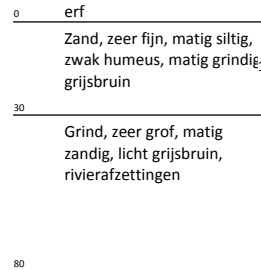 0 erf
Zand, zeer fijn, matig siltig,
zwak humeus, matig grindig,
grijsbruin
30
Grind, zeer grof, matig
zandig, licht grijsbruin,
rivierafzettingen
80